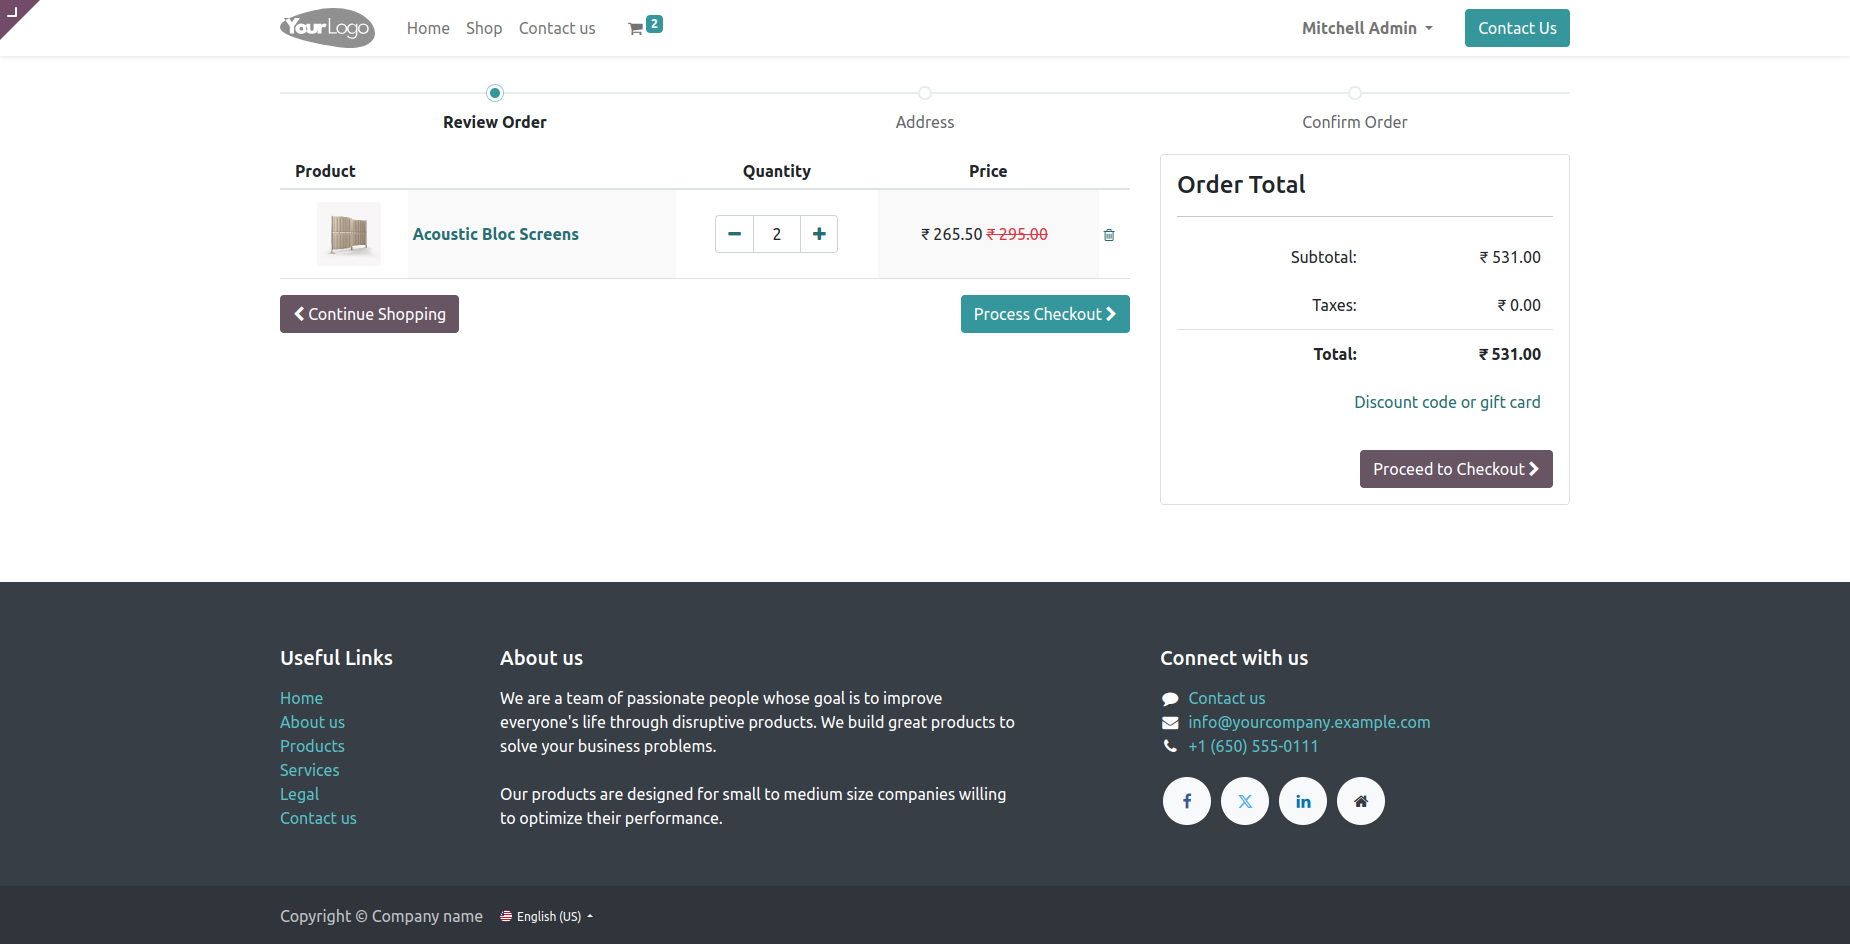 YourLogo
Home Shop Contact us 2
Mitchell Admin
Contact Us
Review Order
Address
Confirm Order
Product Quantity Price
Acoustic Bloc Screens 2 ₹ 265.50 ₹ 295.00
Continue Shopping
Process Checkout
Order Total
Subtotal: ₹ 531.00
Taxes: ₹ 0.00
Total: ₹ 531.00
Discount code or gift card
Proceed to Checkout
Useful Links
Home
About us
Products
Services
Legal
Contact us
About us
We are a team of passionate people whose goal is to improve
everyone's life through disruptive products. We build great products to
solve your business problems.
Our products are designed for small to medium size companies willing
to optimize their performance.
Connect with us
Contact us
info@yourcompany.example.com
+1 (650) 555-0111
Copyright © Company name English (US)